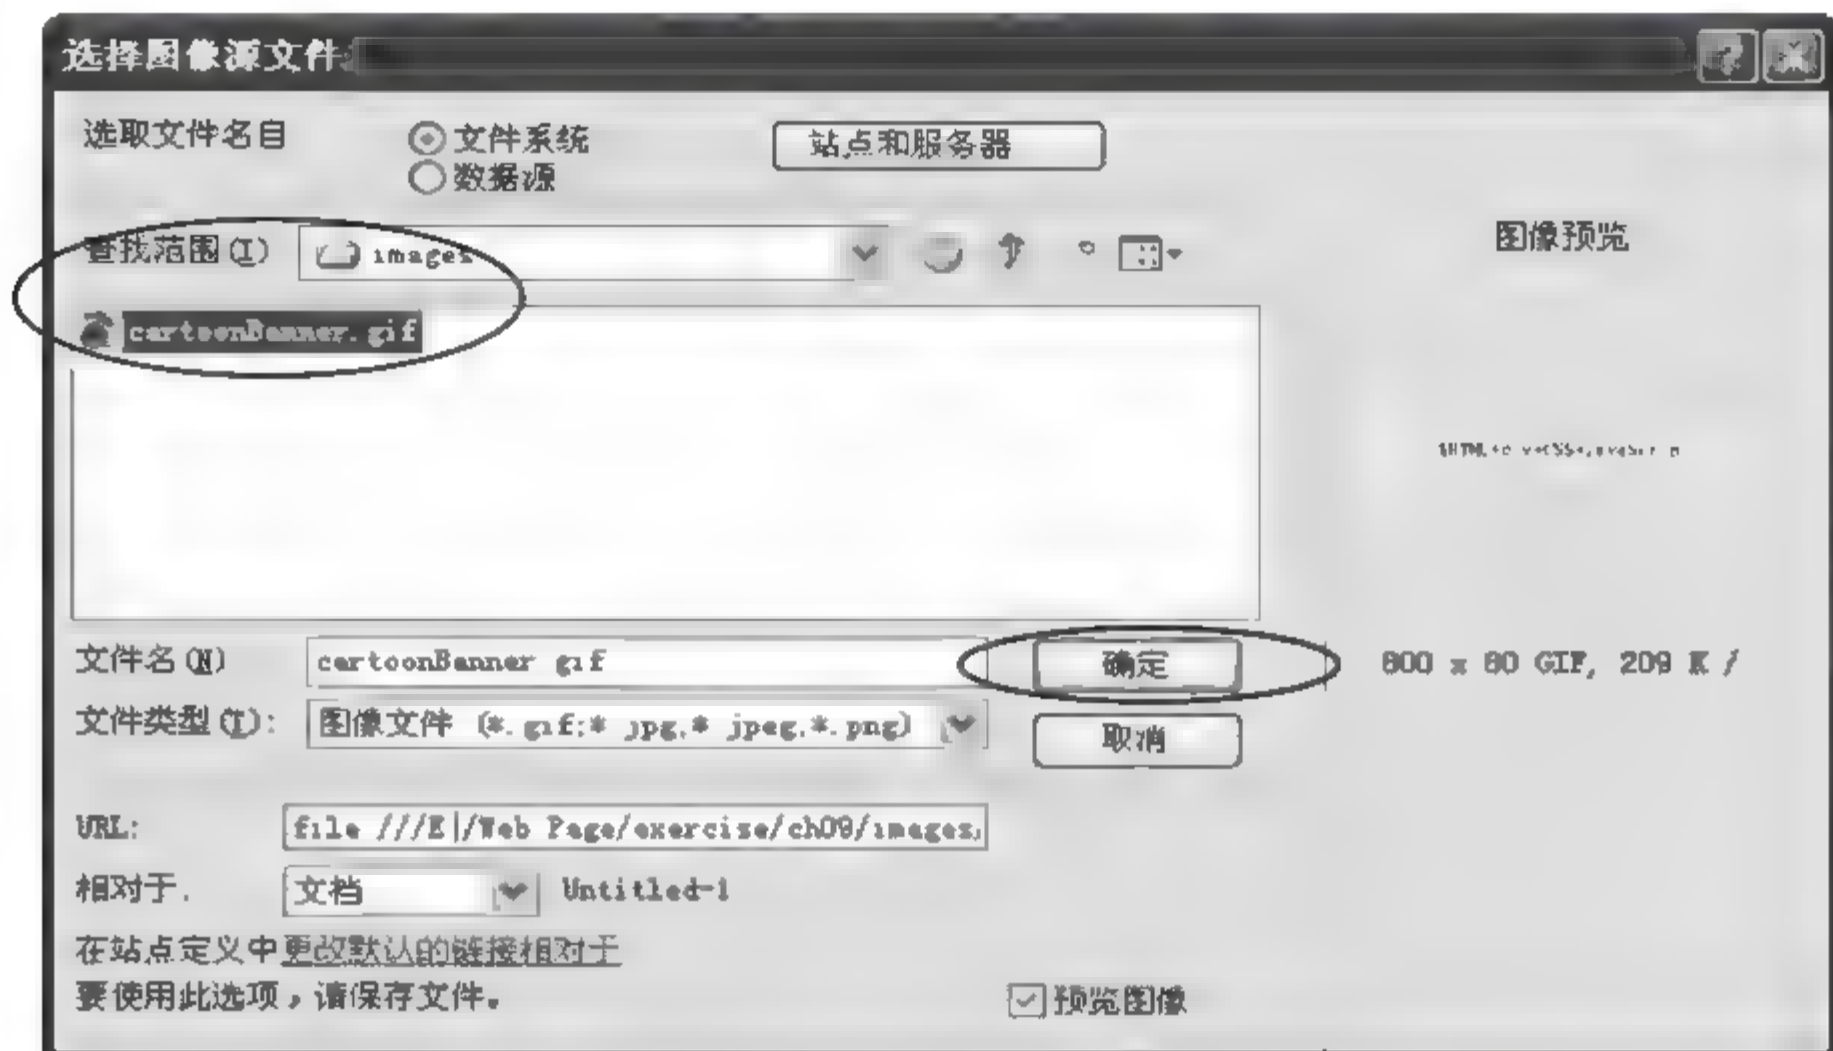 选择图像源文件
选取文件名自
文件系统
站点和服务器
数据源
查找范围(I)
images
图像预览
cartoonBanner.gif
文件名(N)
cartoonBanner gif
确定
800 x 80 GIF, 209 K /
文件类型(T):
图像文件 (*.gif;* jpg,* jpeg,*.png)
取消
URL:
file ///E|/Web Page/exercise/ch09/images/
相对于.
文档
Untitled-1
在站点定义中更改默认的链接相对于
要使用此选项，请保存文件。
预览图像